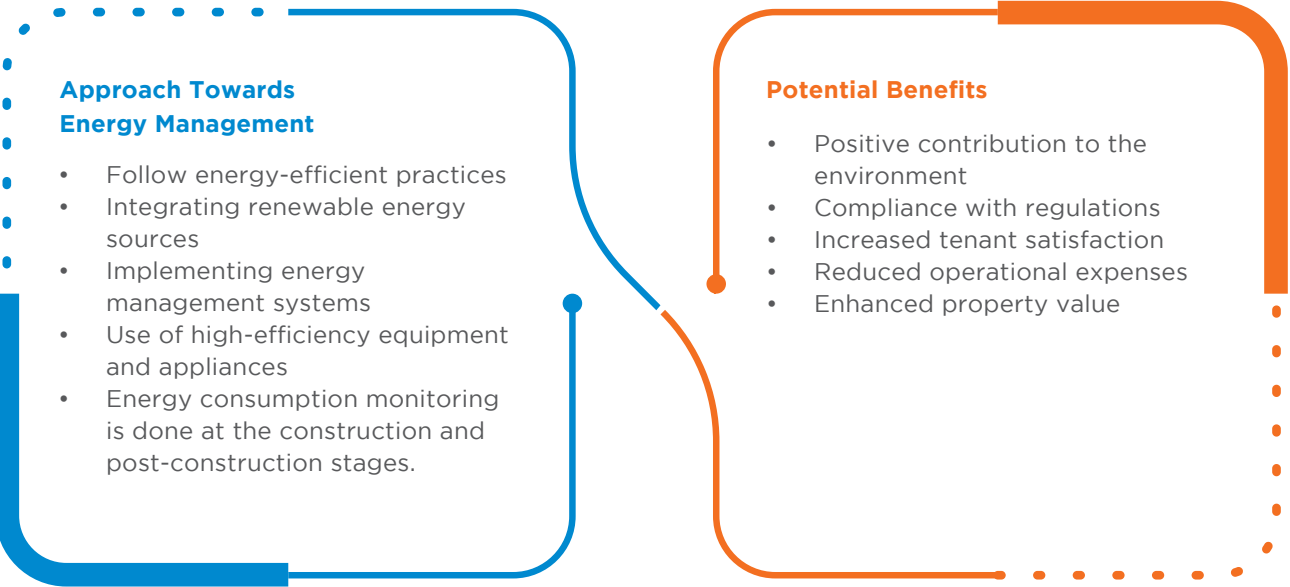 Approach Towards
Energy Management
• Follow energy-efficient practices
• Integrating renewable energy
sources
• Implementing energy
management systems
• Use of high-efficiency equipment
and appliances
• Energy consumption monitoring
is done at the construction and
post-construction stages.
Potential Benefits
• Positive contribution to the
environment
• Compliance with regulations
• Increased tenant satisfaction
• Reduced operational expenses
• Enhanced property value